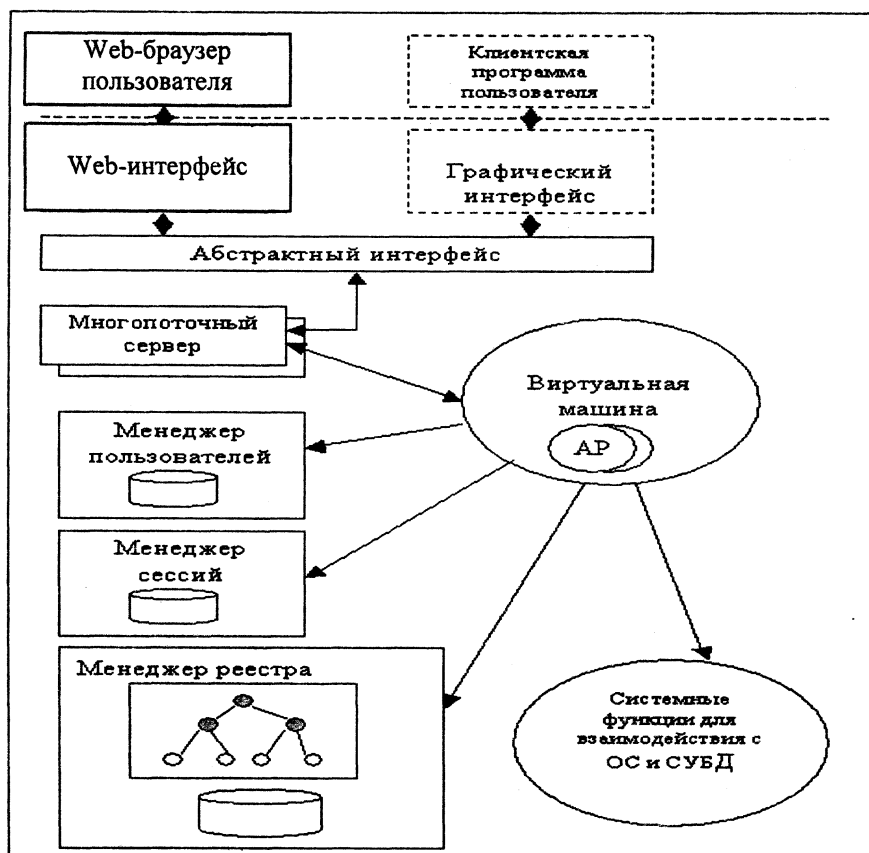 Web-браузер
пользователя
Клиентская
программа
пользователя
Web-интерфейс
Графический
интерфейс
Абстрактный интерфейс
Многопоточный
сервер
Виртуальная
машина
АР
Менеджер
пользователей
Менеджер
сессий
Менеджер реестра
Системные
функции для
взаимодействия с
ОС и СУБД